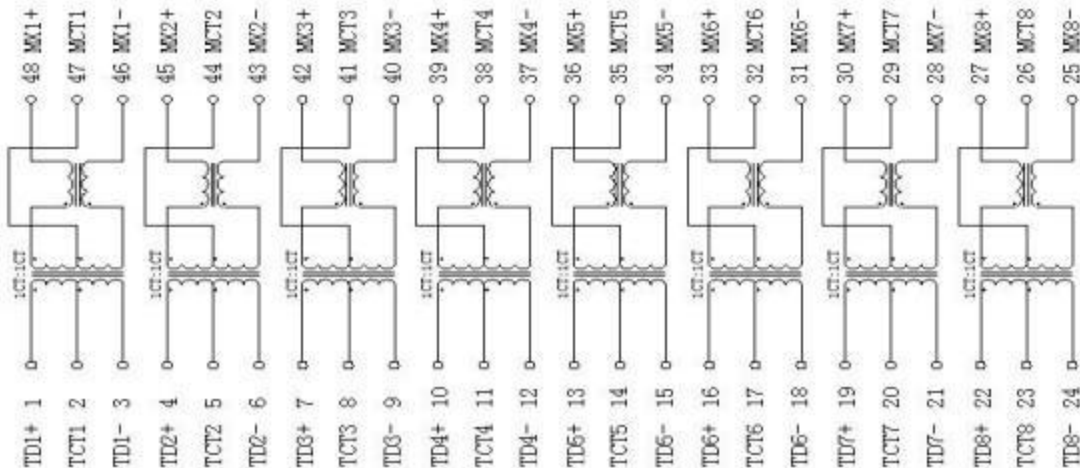 48 MX1+
47 MCT1
46 MX1-
45 MX2+
44 MCT2
43 MX2-
42 MX3+
41 MCT3
40 MX3-
39 MX4+
38 MCT4
37 MX4-
36 MX5+
35 MCT5
34 MX5-
33 MX6+
32 MCT6
31 MX6-
30 MX7+
29 MCT7
28 MX7-
27 MX8+
26 MCT8
25 MX8-
1CT:1CT
1CT:1CT
1CT:1CT
1CT:1CT
1CT:1CT
1CT:1CT
1CT:1CT
1CT:1CT
TD1+ 1
TCT1 2
TD1- 3
TD2+ 4
TCT2 5
TD2- 6
TD3+ 7
TCT3 8
TD3- 9
TD4+ 10
TCT4 11
TD4- 12
TD6+ 13
TCT5 14
TD6- 15
TD6+ 16
TCT6 17
TD6- 18
TD7+ 19
TCT7 20
TD7- 21
TD8+ 22
TCT8 23
TD8- 24